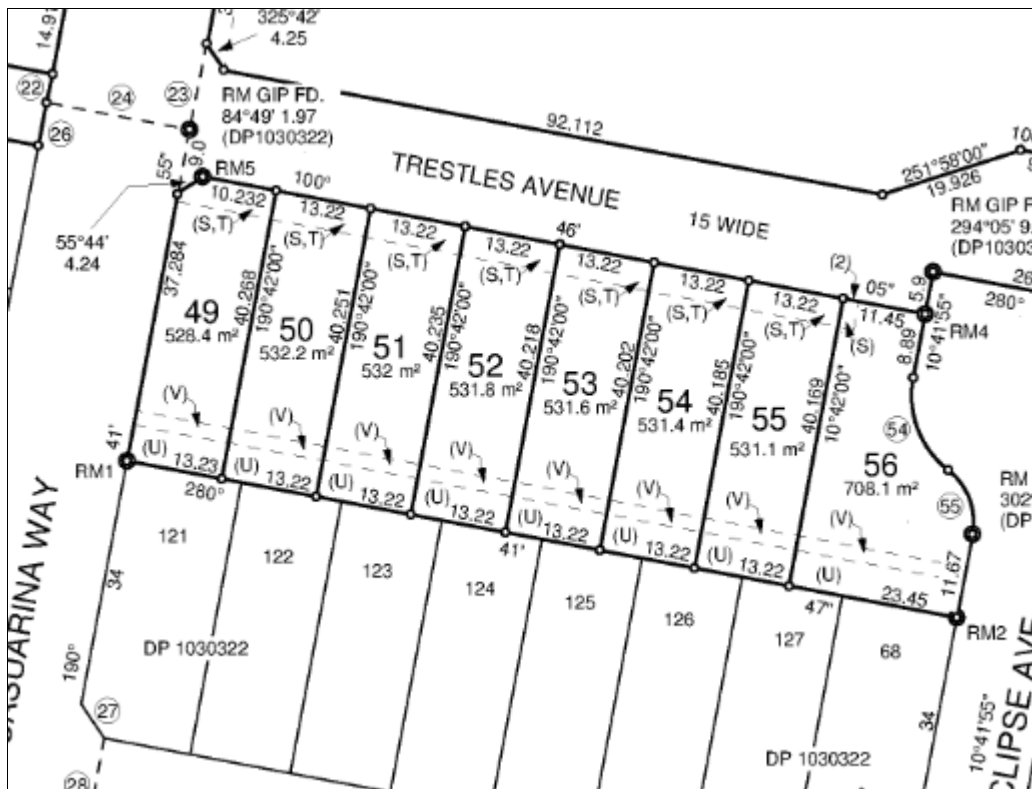 14.9
325°42'
4.25
22
24
23
26
RM GIP FD.
84°49' 1.97
(DP1030322)
9.0
RM5
55"
55°44'
4.24
92.112
TRESTLES AVENUE
15 WIDE
251°58'00"
19.926
10
RM GIP F
294°05' 9.
(DP10303
26
280°
5.9
RM4
10°41'55"
8.89
10.232
100°
13.22
13.22
13.22
46'
13.22
13.22
13.22
(2)
05"
11.45
(S,T)
(S,T)
(S,T)
(S,T)
(S,T)
(S,T)
(S,T)
(S)
37.284
49
528.4 m²
40.268
190°42'00"
50
532.2 m²
40.251
190°42'00"
51
532 m²
40.235
190°42'00"
52
531.8 m²
40.218
190°42'00"
53
531.6 m²
40.202
190°42'00"
54
531.4 m²
40.185
190°42'00"
55
531.1 m²
40.169
10°42'00"
56
708.1 m²
54
55
RM
302
(DP
(V)
(V)
(V)
(V)
(V)
(V)
(V)
(V)
41'
RM1
(U)
13.23
280°
(U)
13.22
(U)
13.22
(U)
13.22
41'
(U)
13.22
(U)
13.22
(U)
13.22
47"
(U)
23.45
11.67
RM2
121
122
123
124
125
126
127
68
34
DP 1030322
190°
27
28
34
DP 1030322
10°41'55"
CASUARINA WAY
CLIPSE AVE